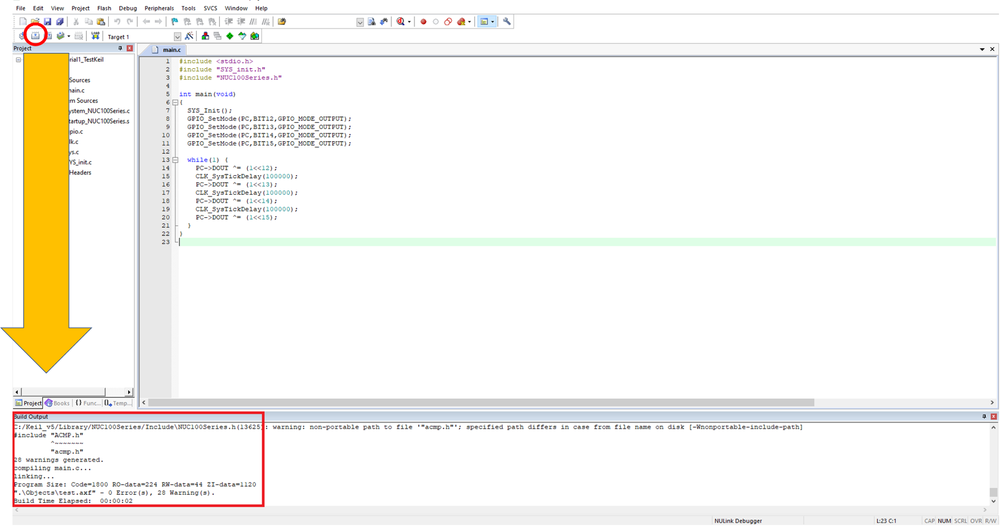 File Edit View Project Flash Debug Peripherals Tools SVCS Window Help
LOAD Target 1
Project
main.c
rial1_TestKeil
Sources
main.c
m Sources
ystem_NUC100Series.c
tartup_NUC100Series.s
pio.c
lk.c
ys.c
YS_init.c
Headers
1 #include <stdio.h>
2 #include "SYS_init.h"
3 #include "NUC100Series.h"
4
5 int main(void)
6 {
7 SYS_Init();
8 GPIO_SetMode(PC,BIT12,GPIO_MODE_OUTPUT);
9 GPIO_SetMode(PC,BIT13,GPIO_MODE_OUTPUT);
10 GPIO_SetMode(PC,BIT14,GPIO_MODE_OUTPUT);
11 GPIO_SetMode(PC,BIT15,GPIO_MODE_OUTPUT);
12
13 while(1) {
14 PC->DOUT ^= (1<<12);
15 CLK_SysTickDelay(100000);
16 PC->DOUT ^= (1<<13);
17 CLK_SysTickDelay(100000);
18 PC->DOUT ^= (1<<14);
19 CLK_SysTickDelay(100000);
20 PC->DOUT ^= (1<<15);
21 }
22 }
23
Project Books {} Func... Temp...
Build Output
C:/Keil_v5/Library/NUC100Series/Include\NUC100Series.h(13625): warning: non-portable path to file '"acmp.h"'; specified path differs in case from file name on disk [-Wnonportable-include-path]
#include "ACMP.h"
^~~~~~~~
"acmp.h"
28 warnings generated.
compiling main.c...
linking...
Program Size: Code=1800 RO-data=224 RW-data=44 ZI-data=1120
".\Objects\test.axf" - 0 Error(s), 28 Warning(s).
Build Time Elapsed: 00:00:02
NULink Debugger L:23 C:1 CAP NUM SCRL OVR R/W